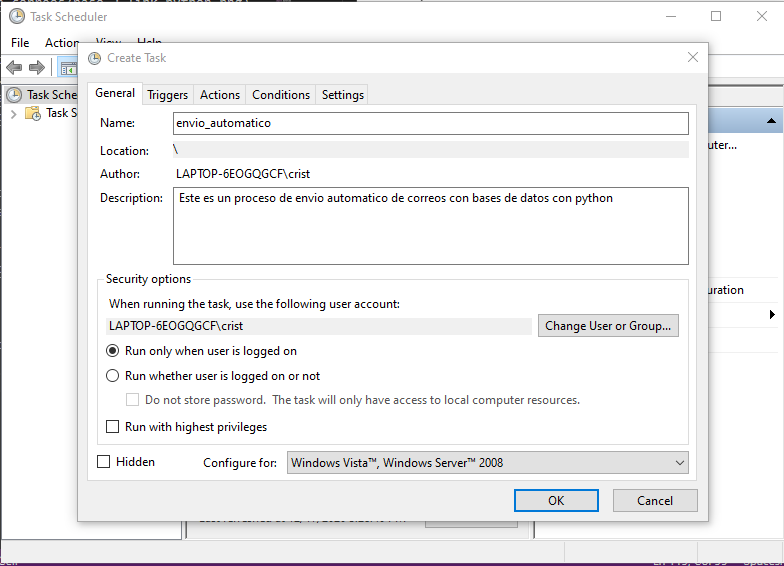 Task Scheduler
File Action View Help
Create Task
General Triggers Actions Conditions Settings
Task Sche
Task S
Name: envio_automatico
Location: \
uter...
Author: LAPTOP-6EOGQGCF\crist
Description: Este es un proceso de envio automatico de correos con bases de datos con python
Security options
uration
When running the task, use the following user account:
LAPTOP-6EOGQGCF\crist Change User or Group...
Run only when user is logged on
Run whether user is logged on or not
Do not store password. The task will only have access to local computer resources.
Run with highest privileges
Hidden Configure for: Windows Vista™, Windows Server™ 2008
OK Cancel